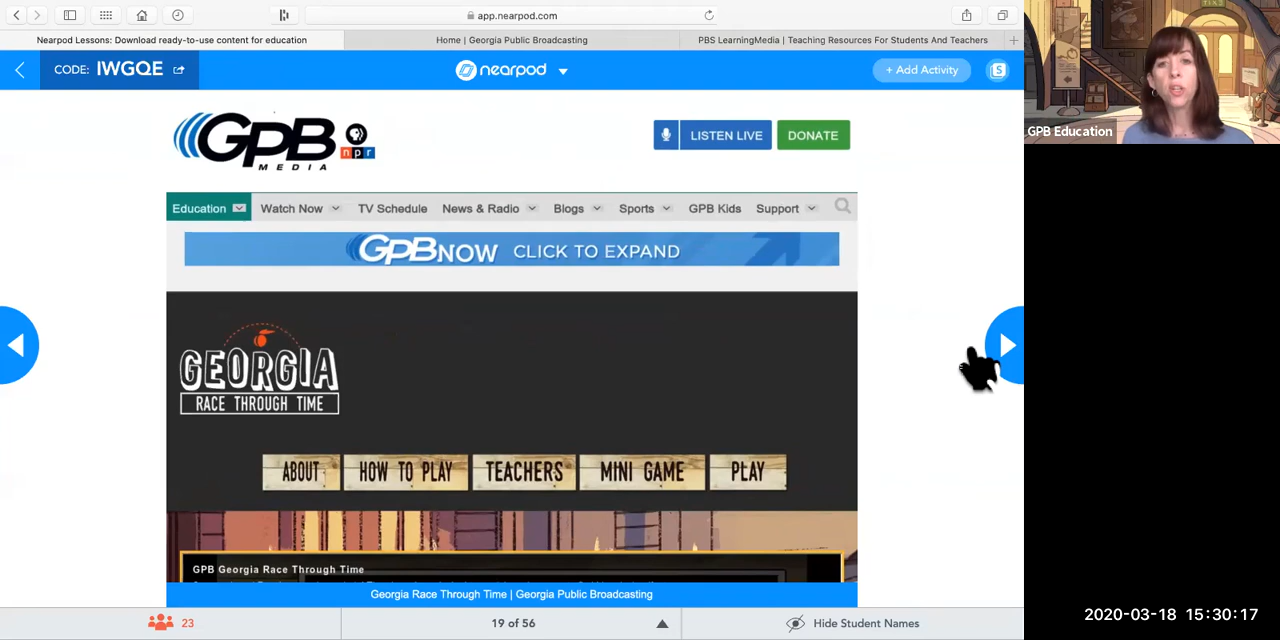 app.nearpod.com
Nearpod Lessons: Download ready-to-use content for education
Home | Georgia Public Broadcasting
PBS LearningMedia | Teaching Resources For Students And Teachers
CODE: IWGQE
nearpod
+ Add Activity
S
GPB Education
GPB
MEDIA
npr
LISTEN LIVE
DONATE
Education
Watch Now
TV Schedule
News & Radio
Blogs
Sports
GPB Kids
Support
GPBNOW CLICK TO EXPAND
GEORGIA
RACE THROUGH TIME
ABOUT
HOW TO PLAY
TEACHERS
MINI GAME
PLAY
GPB Georgia Race Through Time
Georgia Race Through Time | Georgia Public Broadcasting
23
19 of 56
Hide Student Names
2020-03-18 15:30:17